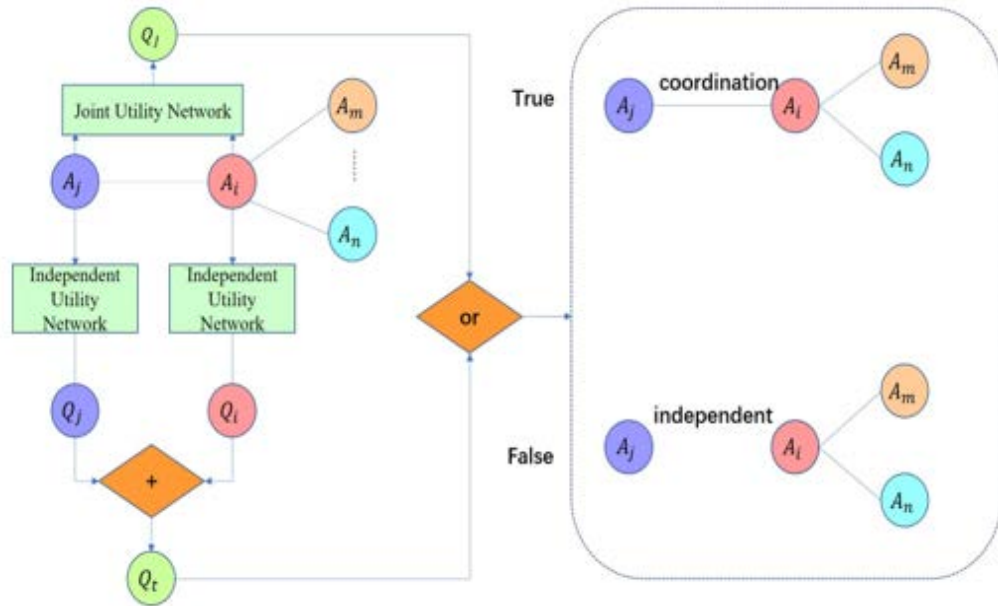 Q_l
Joint Utility Network
A_j
A_i
A_m
A_n
Independent
Utility
Network
Independent
Utility
Network
Q_j
Q_i
+
Q_t
or
True
A_j
coordination
A_i
A_m
A_n
False
A_j
independent
A_i
A_m
A_n